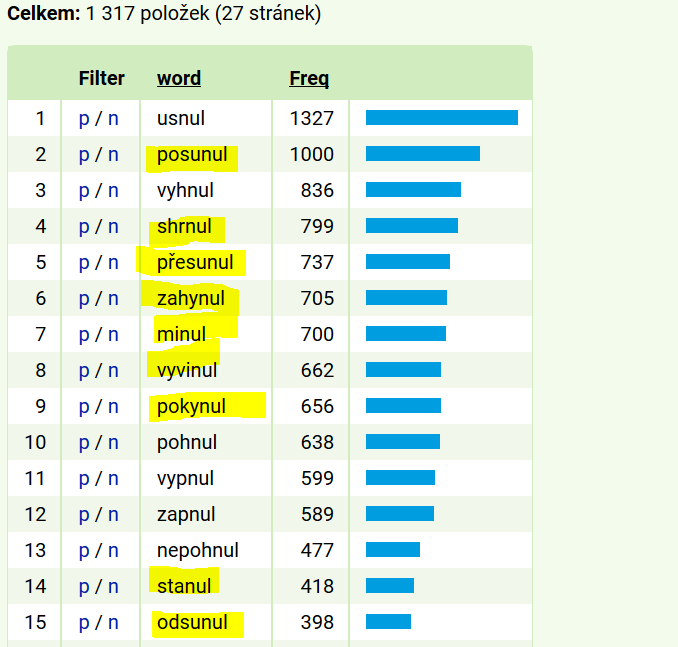 Celkem: 1 317 položek (27 stránek)
Filter word Freq
1 p / n usnul 1327
2 p / n posunul 1000
3 p / n vyhnul 836
4 p / n shrnul 799
5 p / n přesunul 737
6 p / n zahynul 705
7 p / n minul 700
8 p / n vyvinul 662
9 p / n pokynul 656
10 p / n pohnul 638
11 p / n vypnul 599
12 p / n zapnul 589
13 p / n nepohnul 477
14 p / n stanul 418
15 p / n odsunul 398